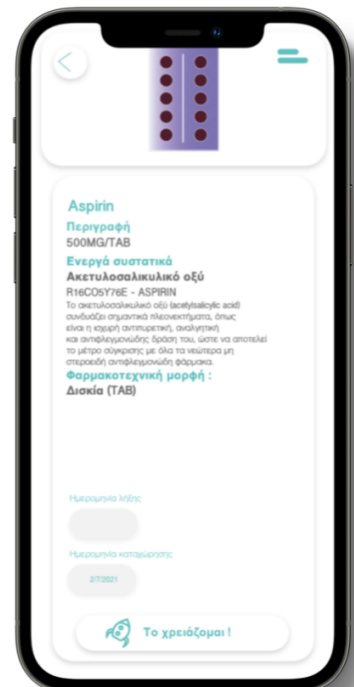 Aspirin
Περιγραφή
500MG/TAB
Ενεργά συστατικά
Ακετυλοσαλικυλικό οξύ
R16CO5Y76E - ASPIRIN
Το ακετυλοσαλικυλικό οξύ (acetylsalicylic acid)
συνδυάζει σημαντικά πλεονεκτήματα, όπως
είναι η ισχυρή αντιπυρετική, αναλγητική
και αντιφλεγμονώδης δράση του, ώστε να αποτελεί
το μέτρο σύγκρισης με όλα τα νεώτερα μη
στεροειδή αντιφλεγμονώδη φάρμακα.
Φαρμακοτεχνική μορφή :
Δισκία (TAB)
Ημερομηνία λήξης
Ημερομηνία καταχώρησης
2/7/2021
Το χρειάζομαι !